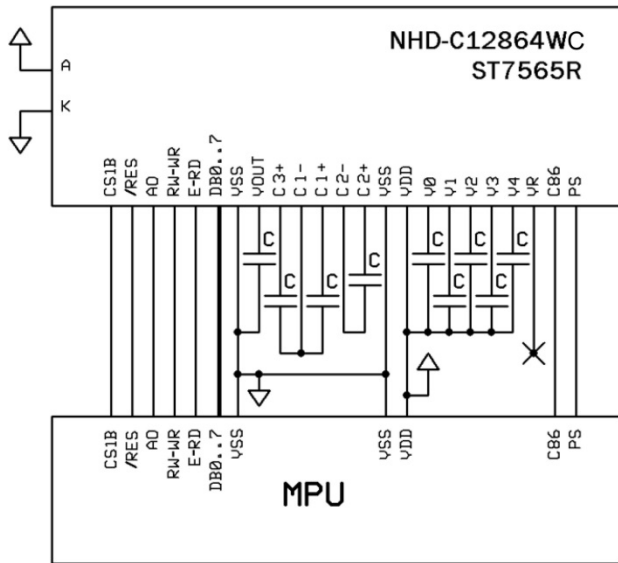 NHD-C12864WC
ST7565R
A
K
CS1B /RES A0 RW-WR E-RD DB0..7 VSS VOUT C3+ C1- C1+ C2- C2+ VSS VDD V0 V1 V2 V3 V4 VR C86 PS
C C C C
C C C C C
CS1B /RES A0 RW-WR E-RD DB0..7 VSS VSS VDD C86 PS
MPU